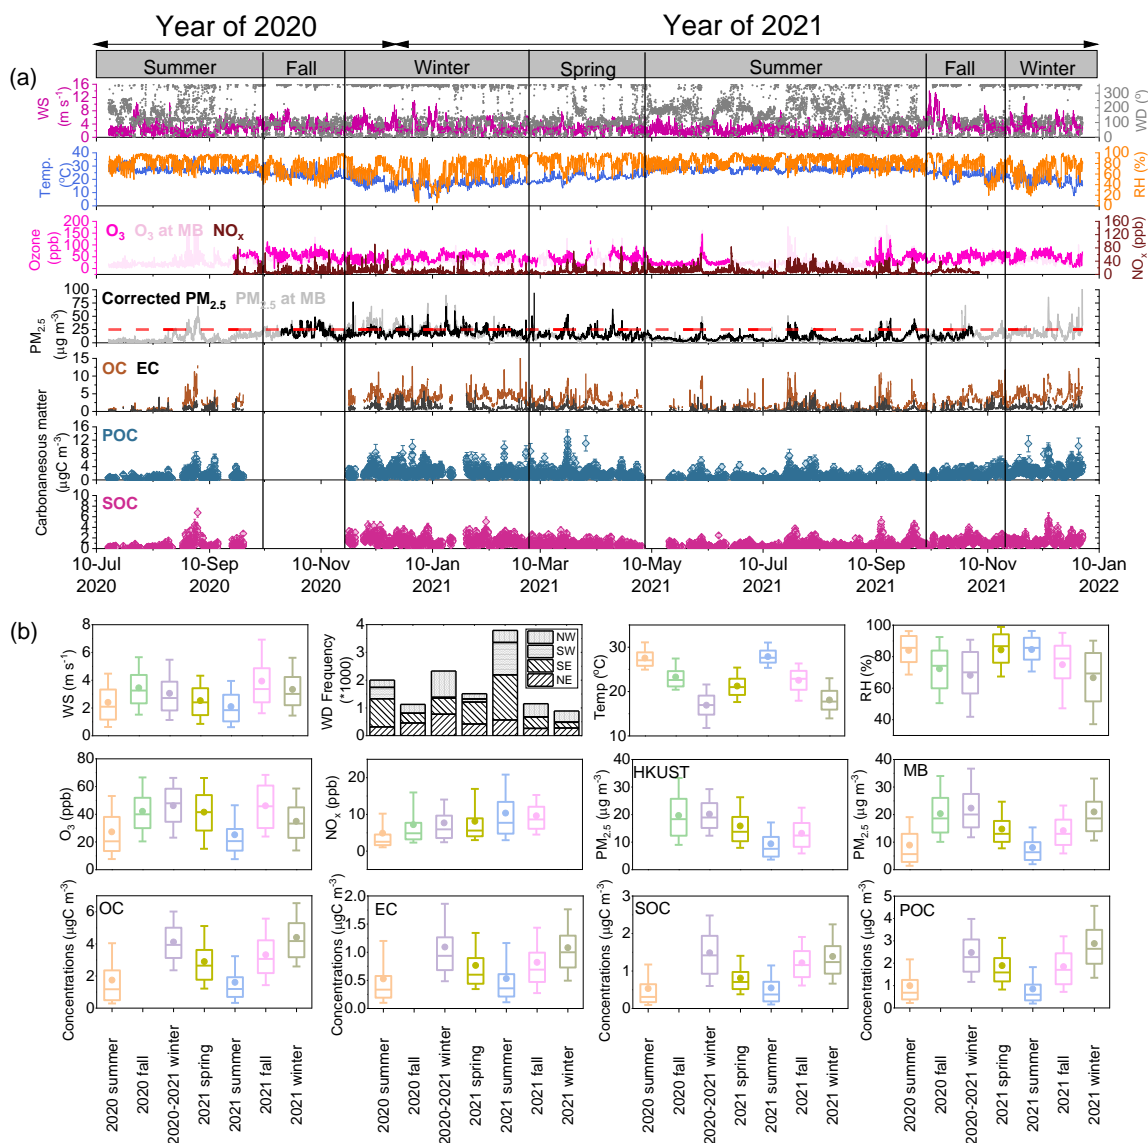 Year of 2020 Year of 2021
(a)
Summer Fall Winter Spring Summer Fall Winter
WS
(m s⁻¹)
16
12
8
4
0
300
200
100
0
WD (º)
Temp.
(ºC)
40
30
20
10
0
100
80
60
40
20
0
RH (%)
O₃ O₃ at MB NOₓ
Ozone
(ppb)
200
150
100
50
0
160
120
80
40
0
NOₓ (ppb)
Corrected PM₂.₅ PM₂.₅ at MB
PM₂.₅
(µg m⁻³)
100
75
50
25
0
OC EC
15
10
5
0
Carbonanesous matter
(µgC m⁻³)
POC
16
12
8
4
0
SOC
10
8
6
4
2
0
10-Jul 10-Sep 10-Nov 10-Jan 10-Mar 10-May 10-Jul 10-Sep 10-Nov 10-Jan
2020 2020 2020 2021 2021 2021 2021 2021 2021 2022
(b)
WS (m s⁻¹)
8
6
4
2
0
WD Frequency
(*1000)
4
3
2
1
0
NW
SW
SE
NE
Temp (ºC)
30
20
10
RH (%)
100
80
60
40
O₃ (ppb)
80
60
40
20
0
NOₓ (ppb)
20
10
0
HKUST
PM₂.₅ (µg m⁻³)
40
30
20
10
0
MB
PM₂.₅ (µg m⁻³)
40
30
20
10
0
OC
Concentrations (µgC m⁻³)
6
4
2
0
EC
Concentrations (µgC m⁻³)
2.0
1.5
1.0
0.5
0.0
SOC
Concentrations (µgC m⁻³)
3
2
1
0
POC
Concentrations (µgC m⁻³)
5
4
3
2
1
0
2020 summer
2020 fall
2020-2021 winter
2021 spring
2021 summer
2021 fall
2021 winter
2020 summer
2020 fall
2020-2021 winter
2021 spring
2021 summer
2021 fall
2021 winter
2020 summer
2020 fall
2020-2021 winter
2021 spring
2021 summer
2021 fall
2021 winter
2020 summer
2020 fall
2020-2021 winter
2021 spring
2021 summer
2021 fall
2021 winter